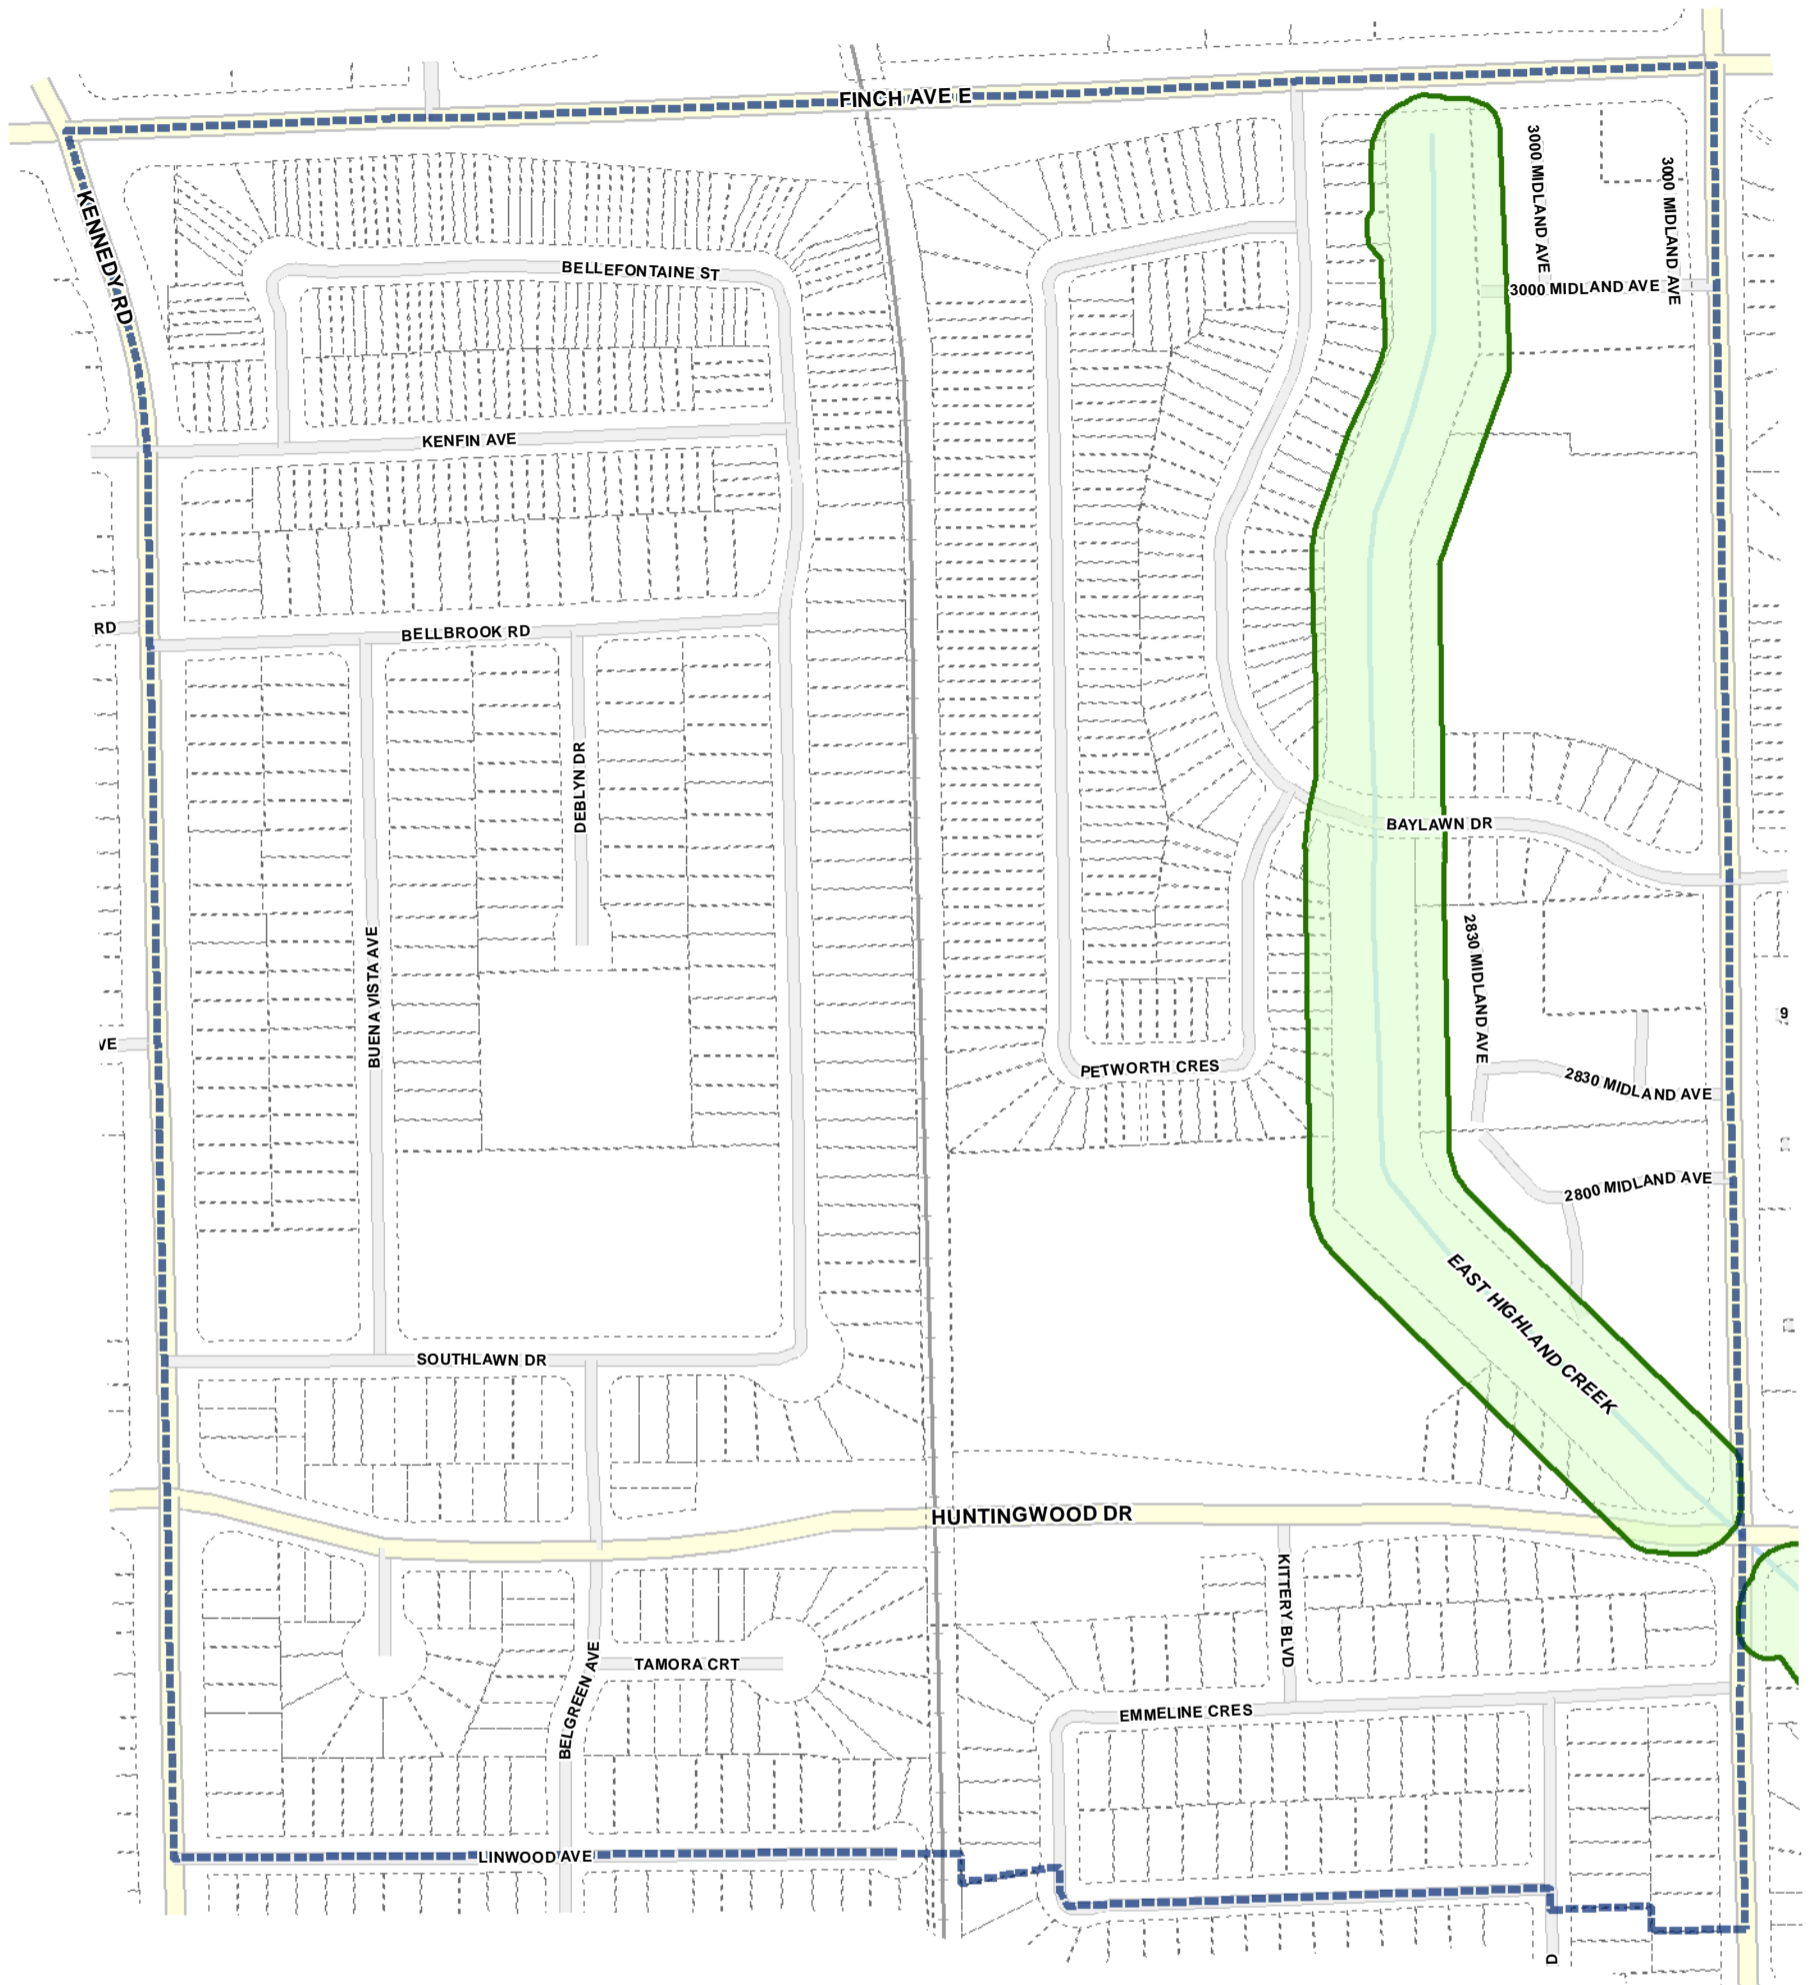 FINCH AVE E
KENNEDY RD
3000 MIDLAND AVE
3000 MIDLAND AVE
BELLEFONTAINE ST
3000 MIDLAND AVE
KENFIN AVE
RD
BELLBROOK RD
DEBLYN DR
BAYLAWN DR
BUENA VISTA AVE
2830 MIDLAND AVE
9
VE
PETWORTH CRES
2830 MIDLAND AVE
2800 MIDLAND AVE
EAST HIGHLAND CREEK
SOUTHLAWN DR
HUNTINGWOOD DR
KITTERY BLVD
BELGREEN AVE
TAMORA CRT
EMMELINE CRES
LINWOOD AVE
D